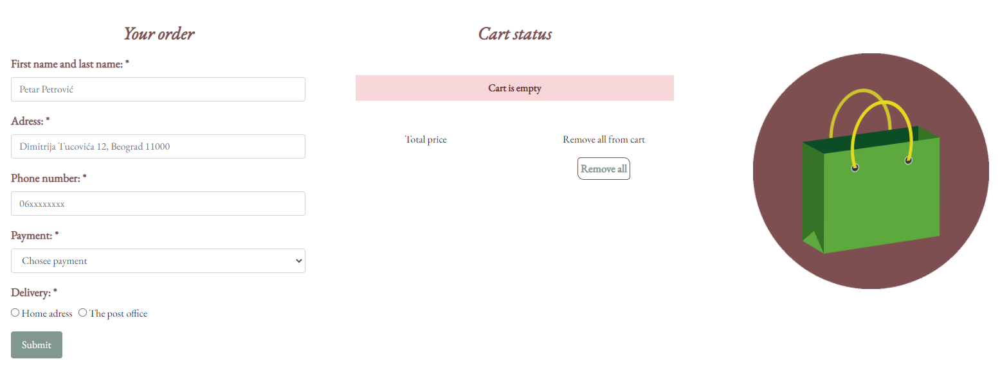 Your order
First name and last name: *
Petar Petrović
Adress: *
Dimitrija Tucovića 12, Beograd 11000
Phone number: *
06xxxxxxxx
Payment: *
Chosee payment
Delivery: *
Home adress The post office
Submit
Cart status
Cart is empty
Total price Remove all from cart
Remove all